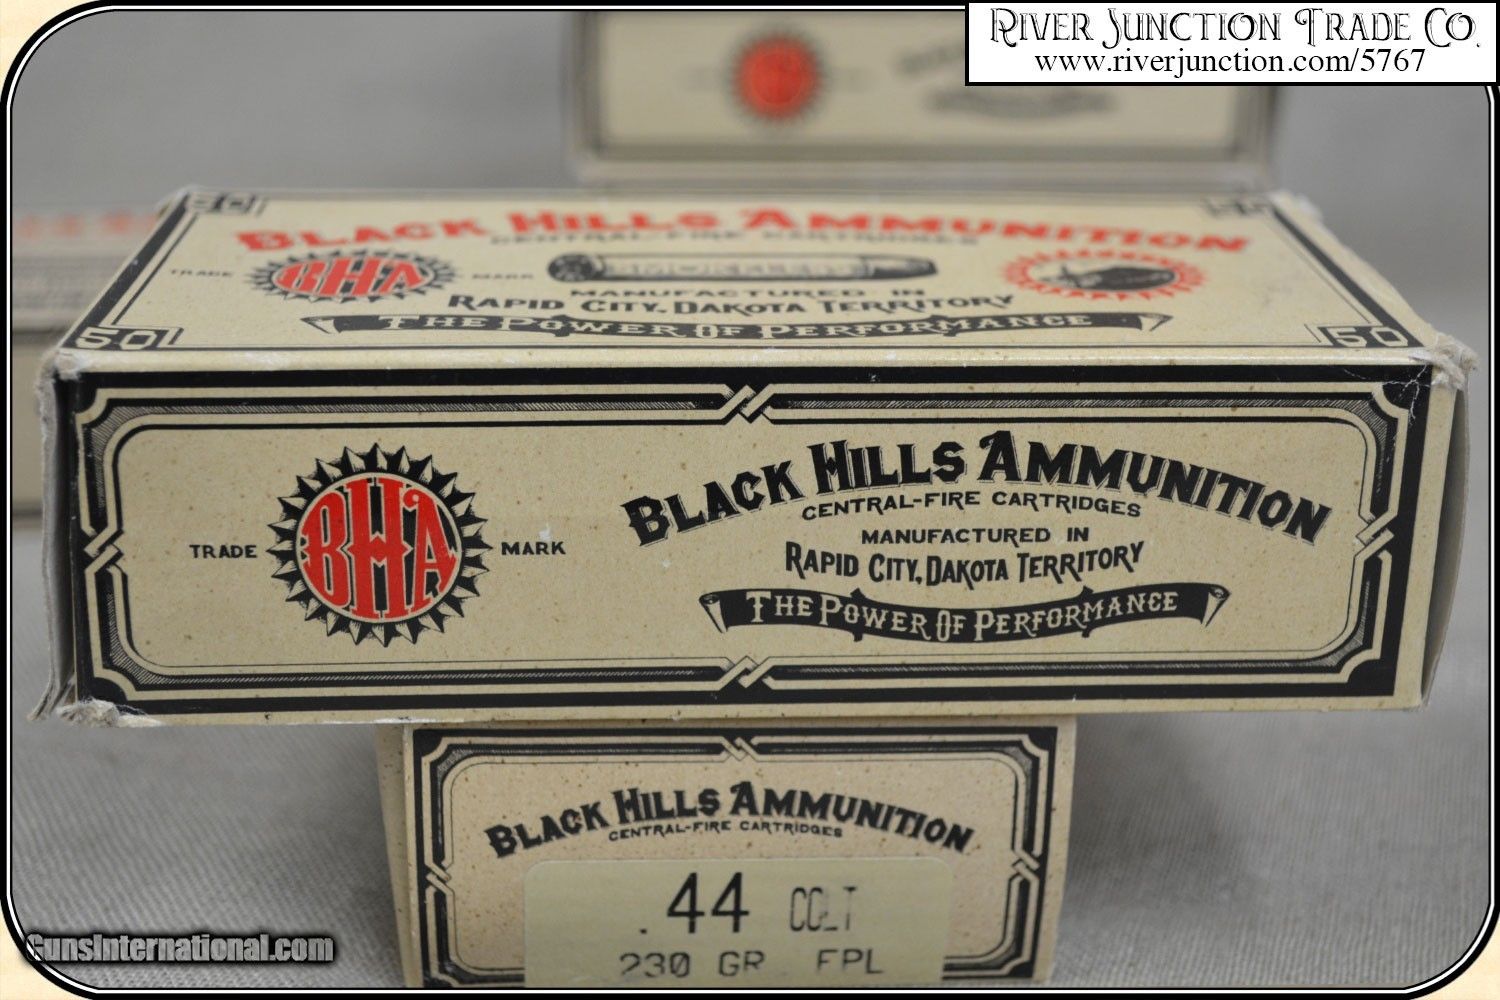 RIVER JUNCTION TRADE CO.
www.riverjunction.com/5767
50
BLACK HILLS AMMUNITION
CENTRAL-FIRE CARTRIDGES
TRADE BHA MARK
SMOKELESS
MANUFACTURED IN
RAPID CITY, DAKOTA TERRITORY
THE POWER OF PERFORMANCE
50 50
BLACK HILLS AMMUNITION
CENTRAL-FIRE CARTRIDGES
MANUFACTURED IN
TRADE BHA MARK
RAPID CITY, DAKOTA TERRITORY
THE POWER OF PERFORMANCE
BLACK HILLS AMMUNITION
CENTRAL-FIRE CARTRIDGES
.44 COLT
230 GR FPL
GunsInternational.com